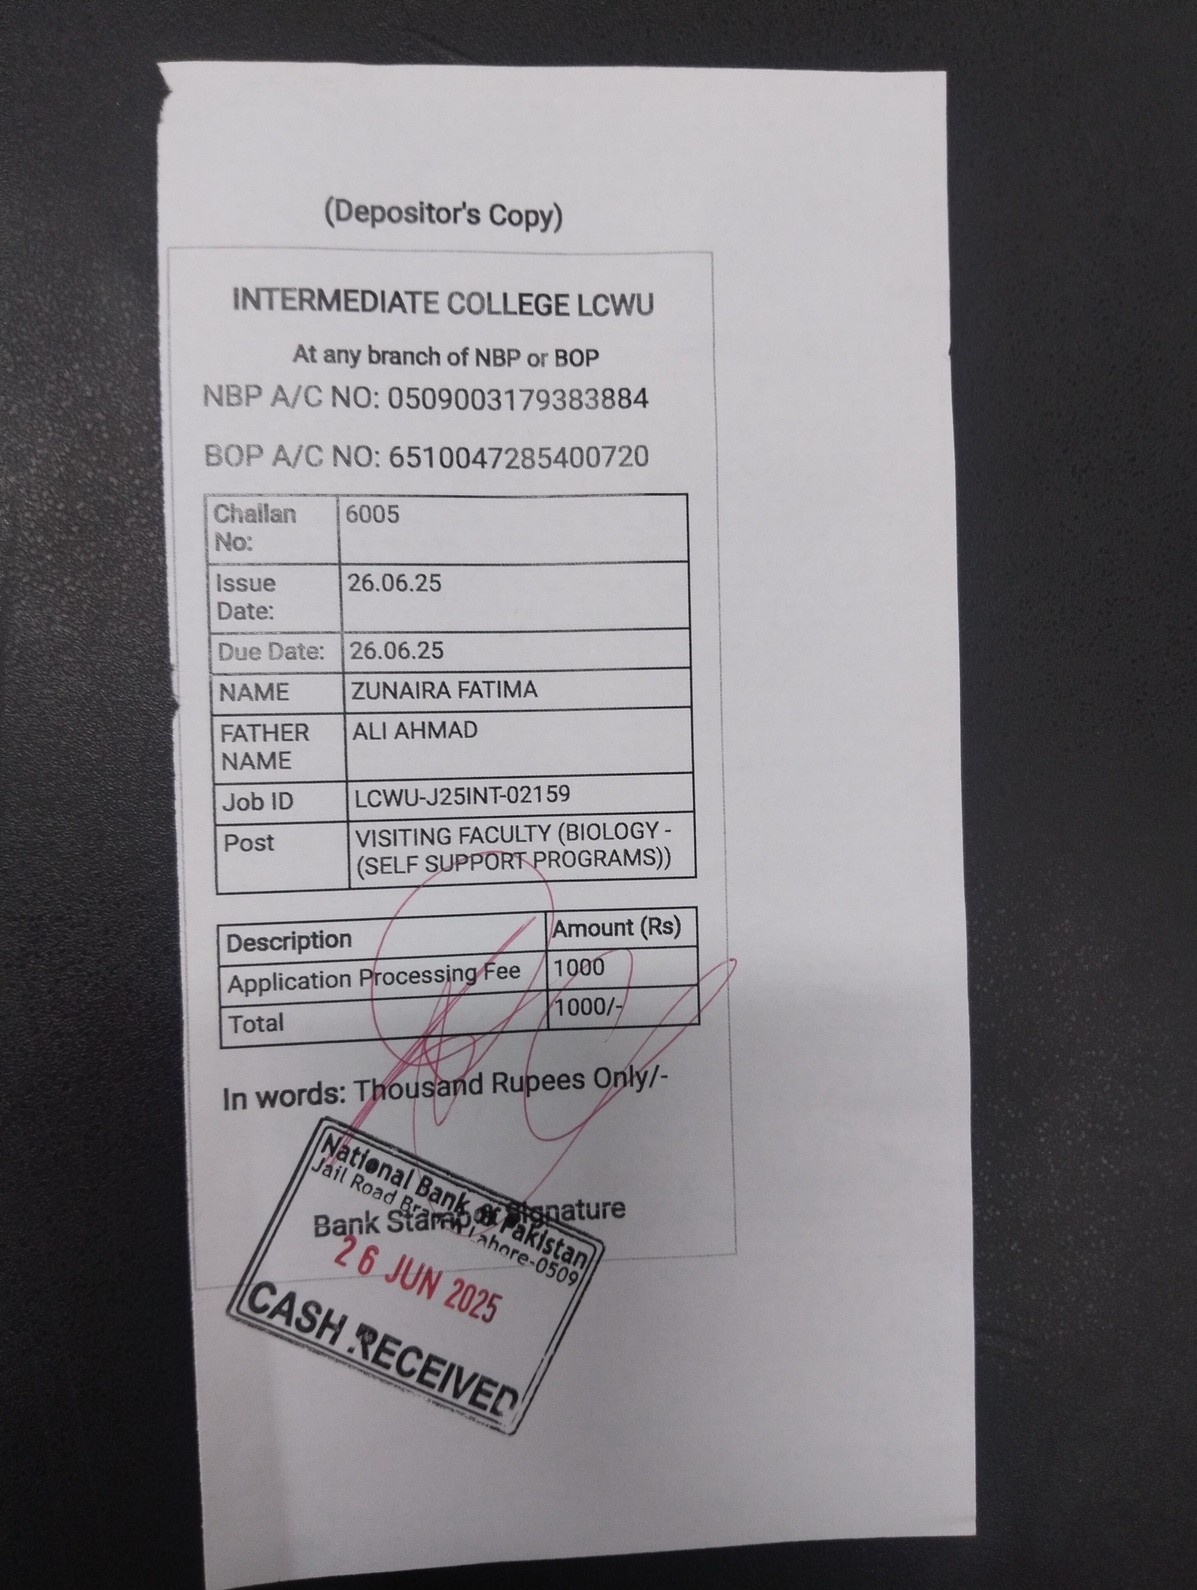 (Depositor's Copy)
INTERMEDIATE COLLEGE LCWU
At any branch of NBP or BOP
NBP A/C NO: 0509003179383884
BOP A/C NO: 6510047285400720
Challan No: 6005
Issue Date: 26.06.25
Due Date: 26.06.25
NAME ZUNAIRA FATIMA
FATHER NAME ALI AHMAD
Job ID LCWU-J25INT-02159
Post VISITING FACULTY (BIOLOGY -
(SELF SUPPORT PROGRAMS))
Description Amount (Rs)
Application Processing Fee 1000
Total 1000/-
In words: Thousand Rupees Only/-
Bank Stamp & Signature
National Bank of Pakistan
Jail Road Branch Lahore-0509
26 JUN 2025
CASH RECEIVED